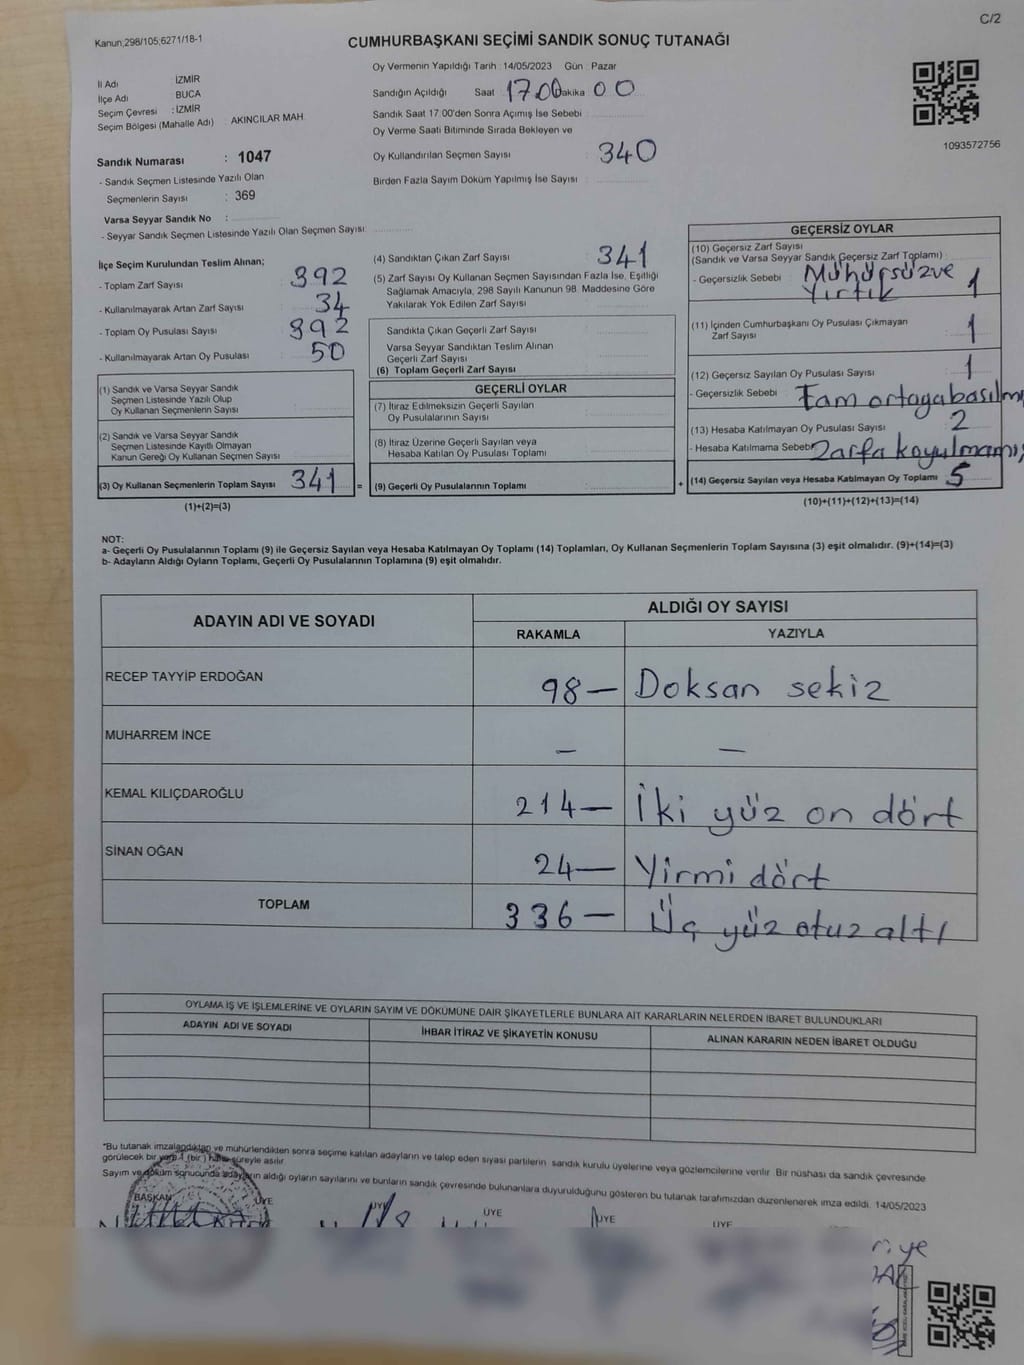 C/2
Kanun;298/105;6271/18-1
CUMHURBAŞKANI SEÇİMİ SANDIK SONUÇ TUTANAĞI
İl Adı : İZMİR
İlçe Adı : BUCA
Seçim Çevresi : İZMİR
Seçim Bölgesi (Mahalle Adı) : AKINCILAR MAH.
Sandık Numarası : 1047
- Sandık Seçmen Listesinde Yazılı Olan
Seçmenlerin Sayısı : 369
Varsa Seyyar Sandık No :
- Seyyar Sandık Seçmen Listesinde Yazılı Olan Seçmen Sayısı:
Oy Vermenin Yapıldığı Tarih : 14/05/2023 Gün : Pazar
Sandığın Açıldığı Saat : 17.00 Dakika 00
Sandık Saat 17.00'den Sonra Açımış İse Sebebi
Oy Verme Saati Bitiminde Sırada Bekleyen ve
Oy Kullandırılan Seçmen Sayısı : 340
Birden Fazla Sayım Döküm Yapılmış İse Sayısı
1093572756
İlçe Seçim Kurulundan Teslim Alınan;
- Toplam Zarf Sayısı : 392
- Kullanılmayarak Artan Zarf Sayısı : 34
- Toplam Oy Pusulası Sayısı : 392
- Kullanılmayarak Artan Oy Pusulası : 50
(1) Sandık ve Varsa Seyyar Sandık
Seçmen Listesinde Yazılı Olup
Oy Kullanan Seçmenlerin Sayısı
(2) Sandık ve Varsa Seyyar Sandık
Seçmen Listesinde Kayıtlı Olmayan
Kanun Gereği Oy Kullanan Seçmen Sayısı
(3) Oy Kullanan Seçmenlerin Toplam Sayısı 341 =
(1)+(2)=(3)
(4) Sandıktan Çıkan Zarf Sayısı : 341
(5) Zarf Sayısı Oy Kullanan Seçmen Sayısından Fazla İse, Eşitliği
Sağlamak Amacıyla, 298 Sayılı Kanunun 98. Maddesine Göre
Yakılarak Yok Edilen Zarf Sayısı
Sandıkta Çıkan Geçerli Zarf Sayısı
Varsa Seyyar Sandıktan Teslim Alınan
Geçerli Zarf Sayısı
(6) Toplam Geçerli Zarf Sayısı
GEÇERLİ OYLAR
(7) İtiraz Edilmeksizin Geçerli Sayılan
Oy Pusulalarının Sayısı
(8) İtiraz Üzerine Geçerli Sayılan veya
Hesaba Katılan Oy Pusulası Toplamı
(9) Geçerli Oy Pusulalarının Toplamı +
GEÇERSİZ OYLAR
(10) Geçersiz Zarf Sayısı
(Sandık ve Varsa Seyyar Sandık Geçersiz Zarf Toplamı) :
- Geçersizlik Sebebi : Mühürsüz ve
Yırtık 1
(11) İçinden Cumhurbaşkanı Oy Pusulası Çıkmayan
Zarf Sayısı : 1
(12) Geçersiz Sayılan Oy Pusulası Sayısı : 1
- Geçersizlik Sebebi : Tam ortaya basılmı
(13) Hesaba Katılmayan Oy Pusulası Sayısı : 2
- Hesaba Katılmama Sebebi Zarfa koyulmamış
(14) Geçersiz Sayılan veya Hesaba Katılmayan Oy Toplamı 5
(10)+(11)+(12)+(13)=(14)
NOT:
a- Geçerli Oy Pusulalarının Toplamı (9) ile Geçersiz Sayılan veya Hesaba Katılmayan Oy Toplamı (14) Toplamları, Oy Kullanan Seçmenlerin Toplam Sayısına (3) eşit olmalıdır. (9)+(14)=(3)
b- Adayların Aldığı Oyların Toplamı, Geçerli Oy Pusulalarının Toplamına (9) eşit olmalıdır.
ADAYIN ADI VE SOYADI ALDIĞI OY SAYISI
RAKAMLA YAZIYLA
RECEP TAYYİP ERDOĞAN 98— Doksan sekiz
MUHARREM İNCE — —
KEMAL KILIÇDAROĞLU 214— İki yüz on dört
SİNAN OĞAN 24— Yirmi dört
TOPLAM 336— Üç yüz otuz altı
OYLAMA İŞ VE İŞLEMLERİNE VE OYLARIN SAYIM VE DÖKÜMÜNE DAİR ŞİKAYETLERLE BUNLARA AİT KARARLARIN NELERDEN İBARET BULUNDUKLARI
ADAYIN ADI VE SOYADI İHBAR İTİRAZ VE ŞİKAYETİN KONUSU ALINAN KARARIN NEDEN İBARET OLDUĞU
*Bu tutanak imzalandıktan ve mühürlendikten sonra seçime katılan adayların ve talep eden siyasi partilerin sandık kurulu üyelerine veya gözlemcilerine verilir. Bir nüshası da sandık çevresinde
görülecek bir yere 1 (bir) hafta süreyle asılır.
Sayım ve döküm sonucunda adayların aldığı oyların sayılarını ve bunların sandık çevresinde bulunanlara duyurulduğunu gösteren bu tutanak tarafımızdan düzenlenerek imza edildi. 14/05/2023
BAŞKAN ÜYE ÜYE ÜYE ÜYE ÜYE